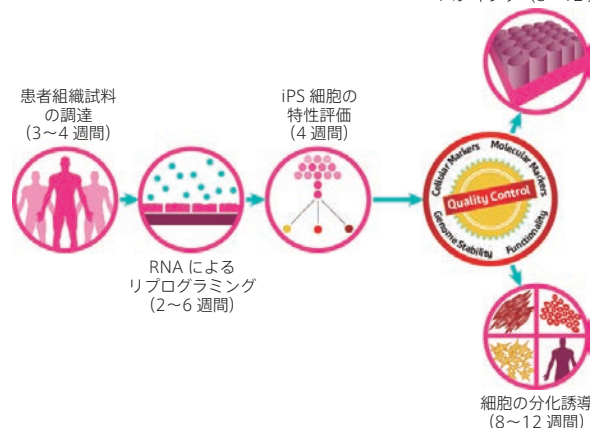 患者組織試料
の調達
(3〜4 週間)
RNA による
リプログラミング
(2〜6 週間)
iPS 細胞の
特性評価
(4 週間)
Cellular Markers
Molecular Markers
Quality Control
Genome Stability
Functionality
細胞の分化誘導
(8〜12 週間)